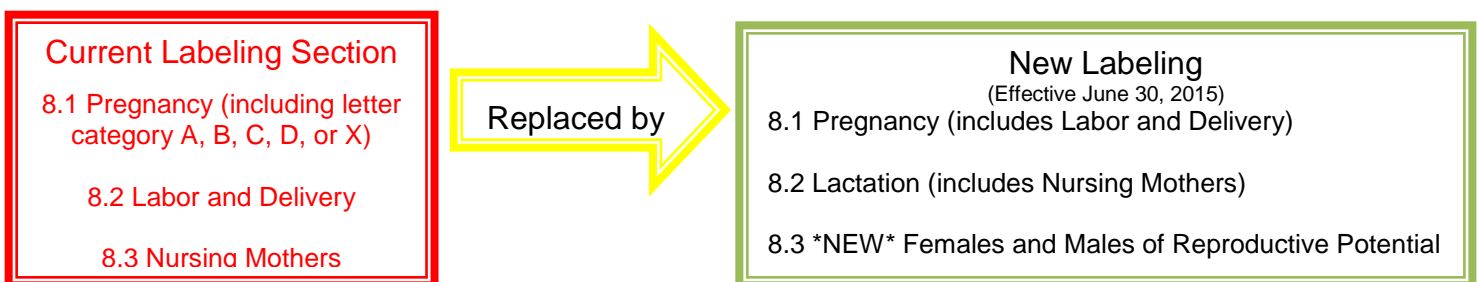 Current Labeling Section
8.1 Pregnancy (including letter
category A, B, C, D, or X)
8.2 Labor and Delivery
8.3 Nursing Mothers
Replaced by
New Labeling
(Effective June 30, 2015)
8.1 Pregnancy (includes Labor and Delivery)
8.2 Lactation (includes Nursing Mothers)
8.3 *NEW* Females and Males of Reproductive Potential